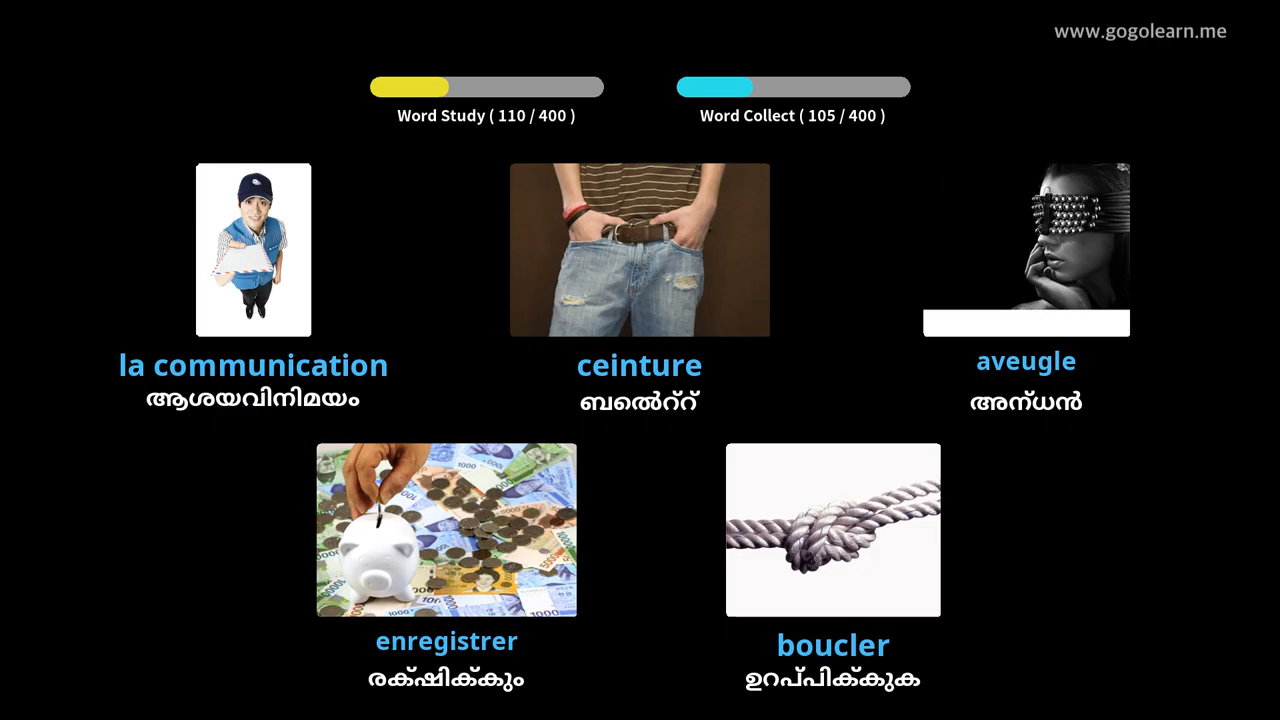 www.gogolearn.me
Word Study ( 110 / 400 )
Word Collect ( 105 / 400 )
la communication
ആശയവിനിമയം
ceinture
ബൽെറ്റ്
aveugle
അന്ധൻ
enregistrer
രക്ഷിക്കും
boucler
ഉറപ്പിക്കുക